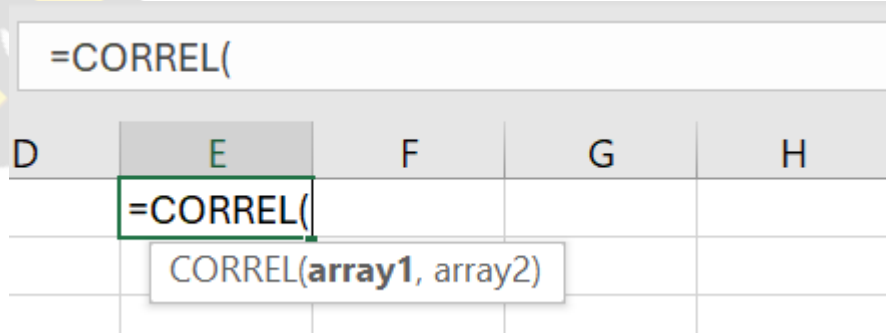 =CORREL(
D E F G H
=CORREL(
CORREL(array1, array2)